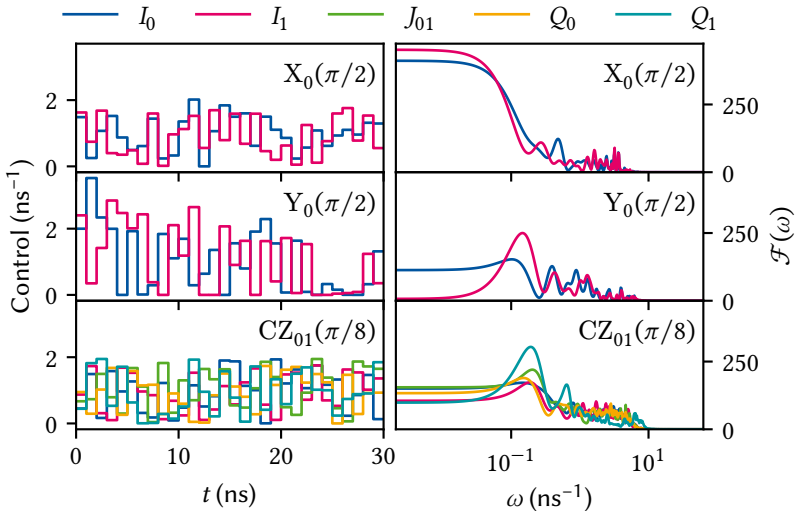 I₀ I₁ J₀₁ Q₀ Q₁
X₀(π/2) X₀(π/2)
2
0
250
0
Y₀(π/2) Y₀(π/2)
2
0
250
0
CZ₀₁(π/8) CZ₀₁(π/8)
2
0
250
0
0 10 20 30
10⁻¹ 10¹
t (ns)
ω (ns⁻¹)
Control (ns⁻¹)
ℱ(ω)